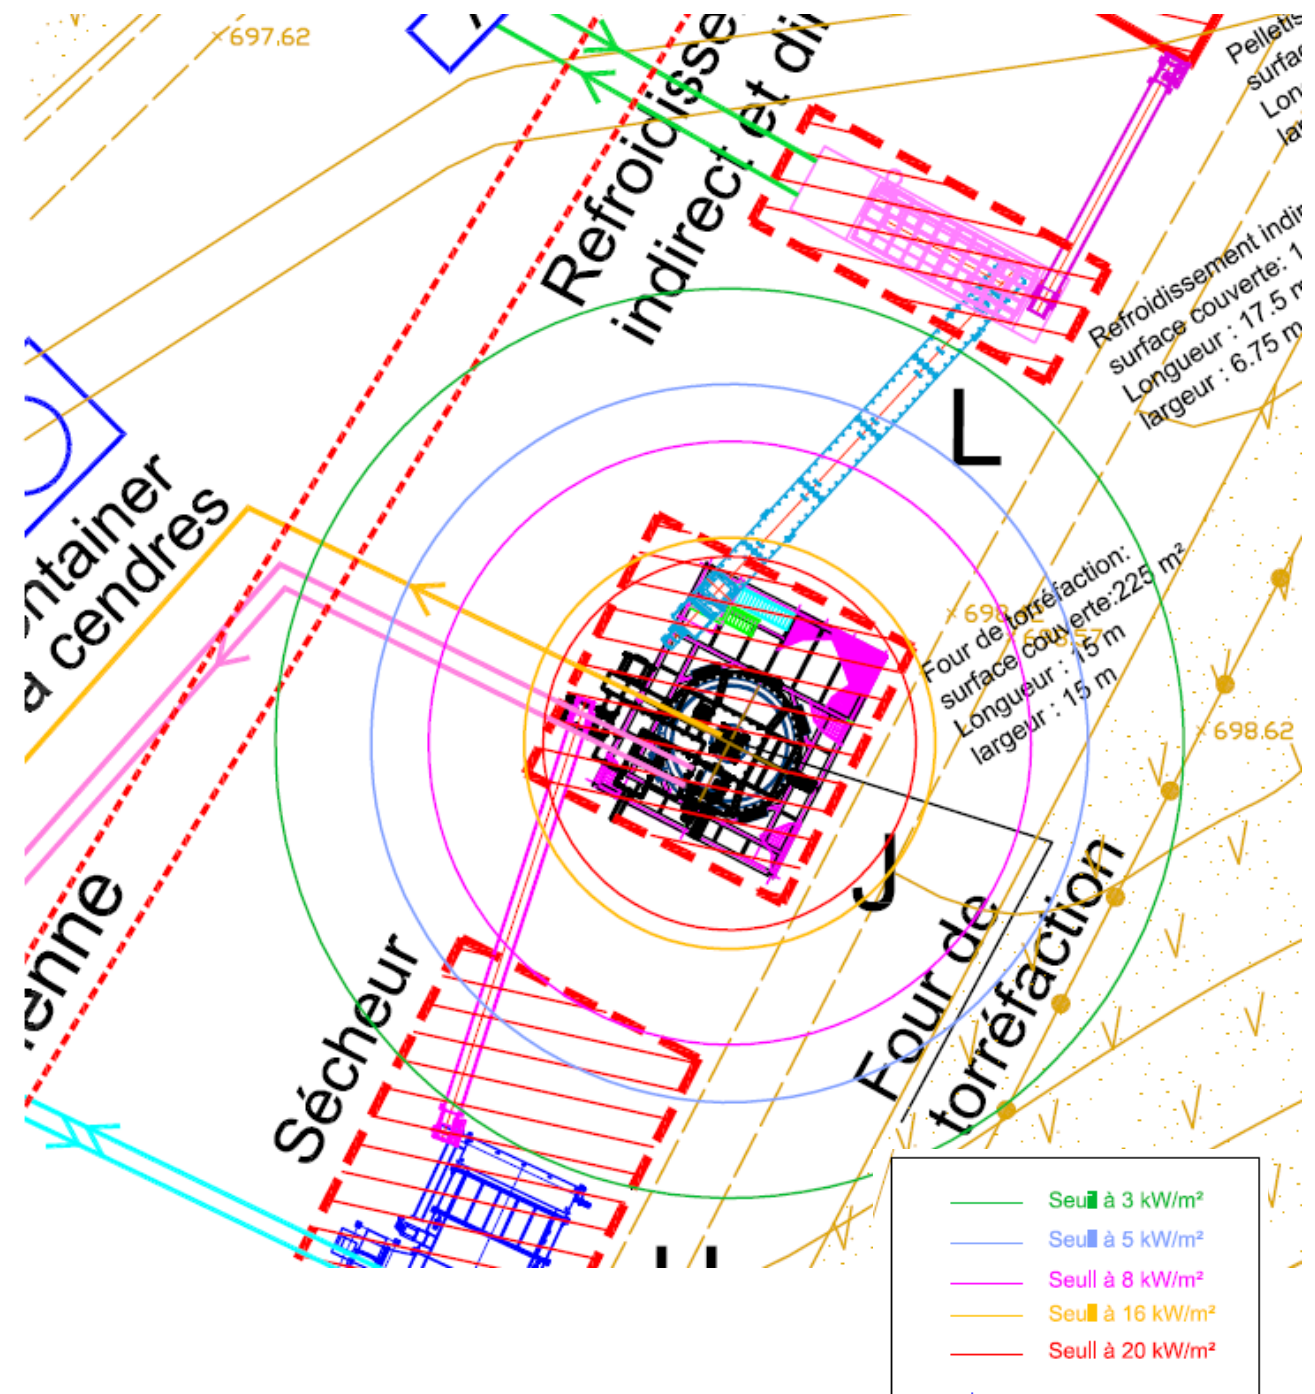 697.62
Refroidisse
indirect et di
Pelletis
surfac
Lon
lar
Refroidissement indir
surface couverte: 1
Longueur : 17.5 m
largeur : 6.75 m
L
ntainer
à cendres
Four de torréfaction:
surface couverte:225 m²
Longueur : 15 m
largeur : 15 m
698.62
J
Four de
torréfaction
enne
Sécheur
Seuil à 3 kW/m²
Seuil à 5 kW/m²
Seuil à 8 kW/m²
Seuil à 16 kW/m²
Seuil à 20 kW/m²